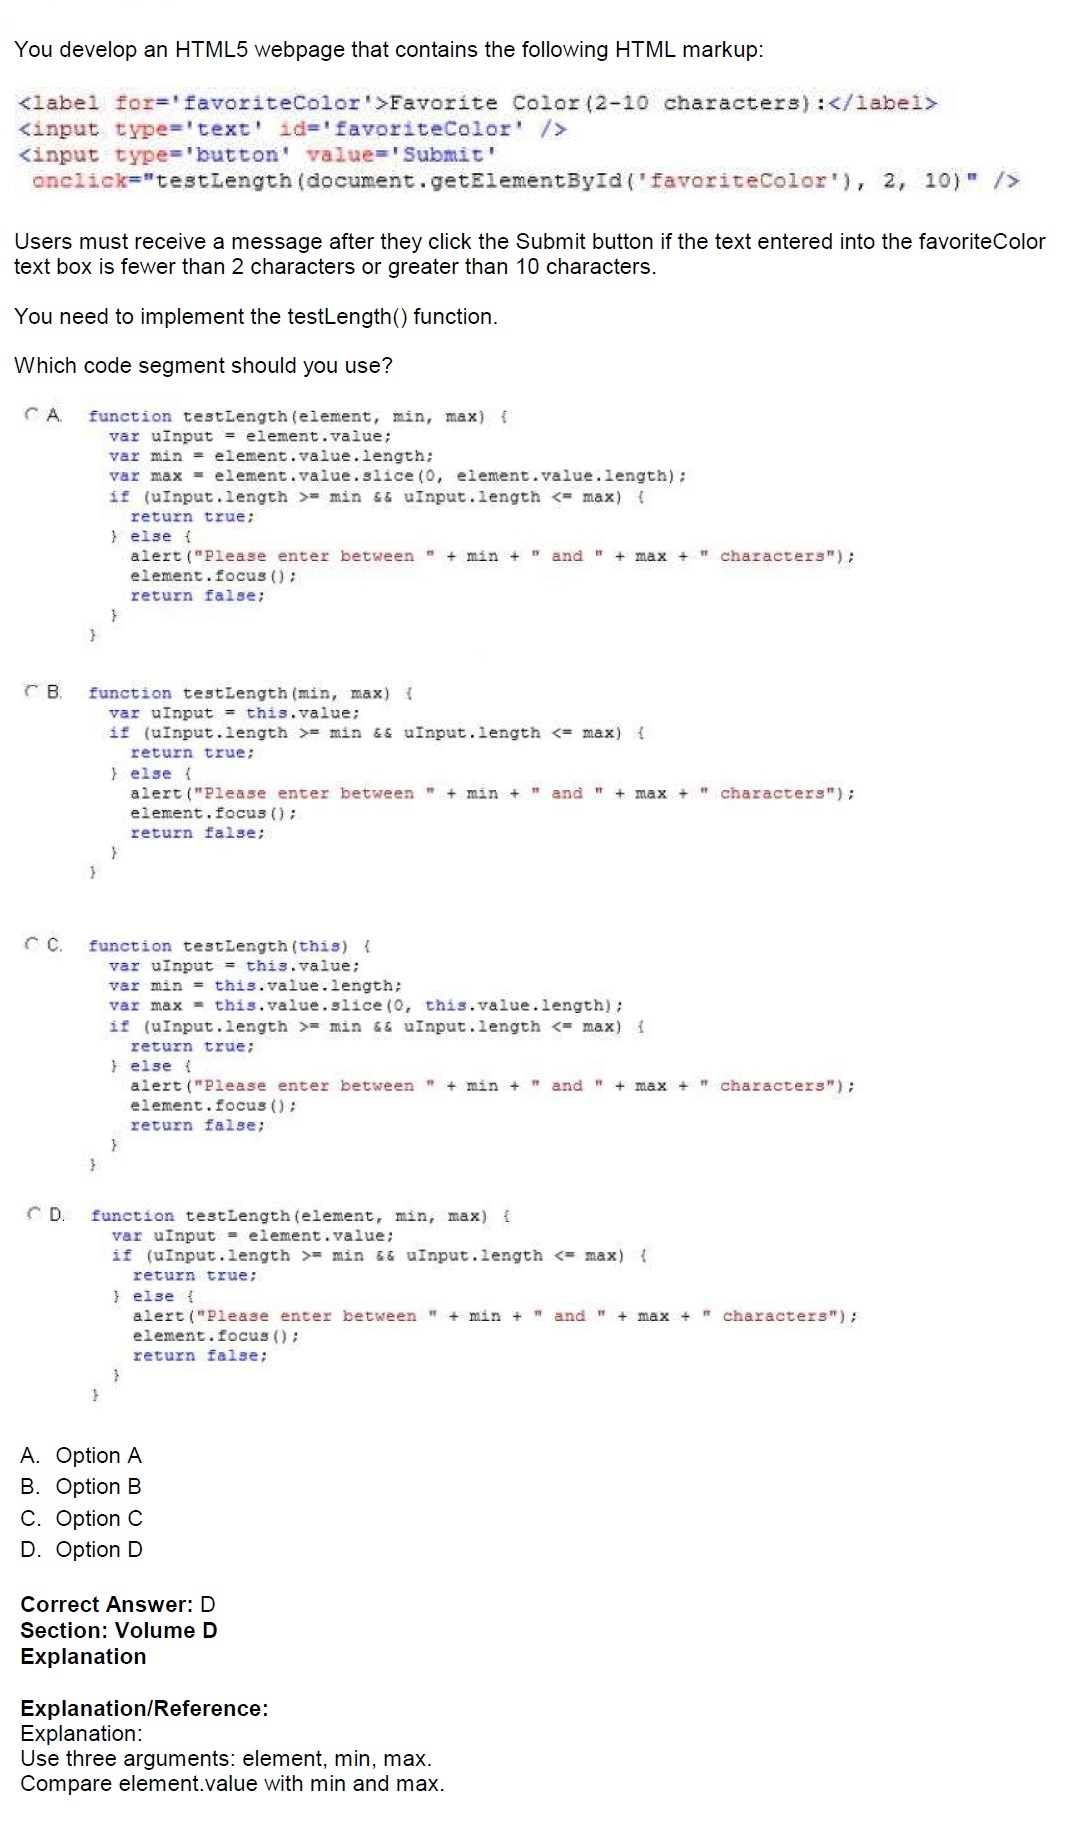 You develop an HTML5 webpage that contains the following HTML markup:
<label for='favoriteColor'>Favorite Color(2-10 characters):</label>
<input type='text' id='favoriteColor' />
<input type='button' value='Submit'
onclick="testLength(document.getElementById('favoriteColor'), 2, 10)" />
Users must receive a message after they click the Submit button if the text entered into the favoriteColor
text box is fewer than 2 characters or greater than 10 characters.
You need to implement the testLength() function.
Which code segment should you use?
A. function testLength(element, min, max) {
var uInput = element.value;
var min = element.value.length;
var max = element.value.slice(0, element.value.length);
if (uInput.length >= min && uInput.length <= max) {
return true;
} else {
alert("Please enter between " + min + " and " + max + " characters");
element.focus();
return false;
}
}
B. function testLength(min, max) {
var uInput = this.value;
if (uInput.length >= min && uInput.length <= max) {
return true;
} else {
alert("Please enter between " + min + " and " + max + " characters");
element.focus();
return false;
}
}
C. function testLength(this) {
var uInput = this.value;
var min = this.value.length;
var max = this.value.slice(0, this.value.length);
if (uInput.length >= min && uInput.length <= max) {
return true;
} else {
alert("Please enter between " + min + " and " + max + " characters");
element.focus();
return false;
}
}
D. function testLength(element, min, max) {
var uInput = element.value;
if (uInput.length >= min && uInput.length <= max) {
return true;
} else {
alert("Please enter between " + min + " and " + max + " characters");
element.focus();
return false;
}
}
A. Option A
B. Option B
C. Option C
D. Option D
Correct Answer: D
Section: Volume D
Explanation
Explanation/Reference:
Explanation:
Use three arguments: element, min, max.
Compare element.value with min and max.